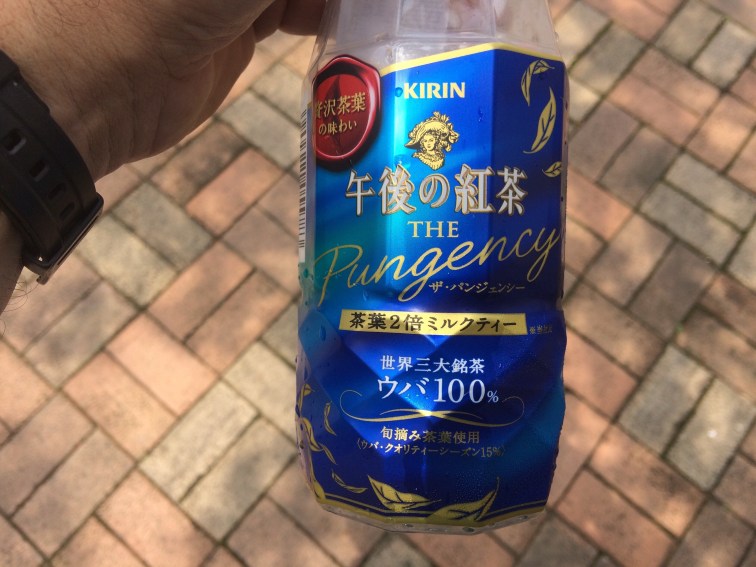 贅沢茶葉
の味わい
KIRIN
午後の紅茶
THE
Pungency
ザ・パンジェンシー
茶葉2倍ミルクティー
世界三大銘茶
ウバ100%
旬摘み茶葉使用
(ウバ・クオリティーシーズン15%)